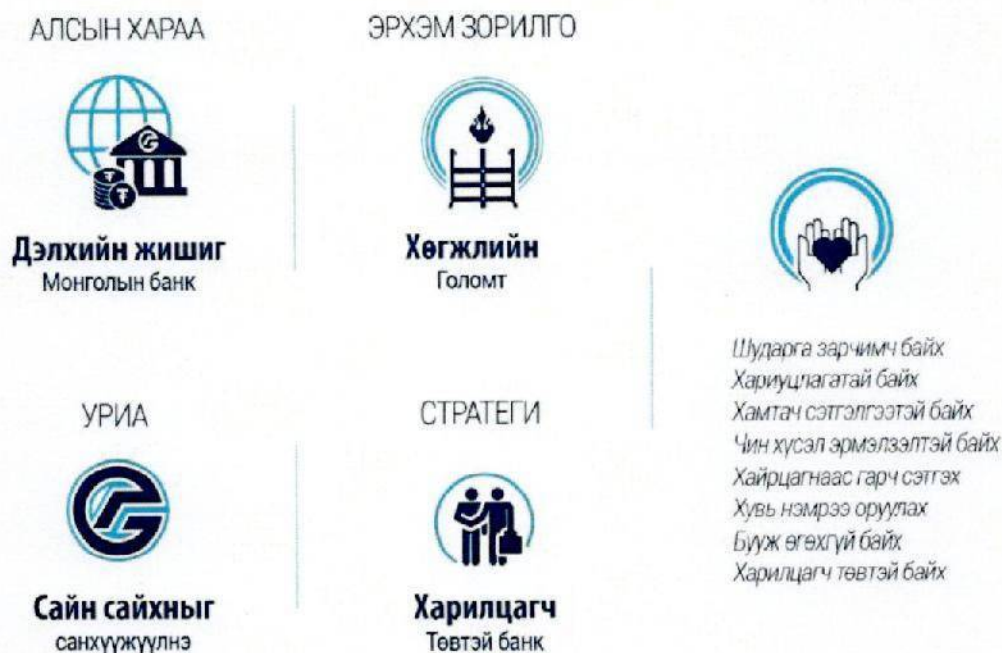 АЛСЫН ХАРАА
Дэлхийн жишиг
Монголын банк
ЭРХЭМ ЗОРИЛГО
Хөгжлийн
Голомт
УРИА
Сайн сайхныг
санхүүжүүлнэ
СТРАТЕГИ
Харилцагч
Төвтэй банк
Шударга зарчимч байх
Хариуцлагатай байх
Хамтач сэтгэлгээтэй байх
Чин хүсэл эрмэлзэлтэй байх
Хайрцагнаас гарч сэтгэх
Хувь нэмрээ оруулах
Бууж өгөхгүй байх
Харилцагч төвтэй байх